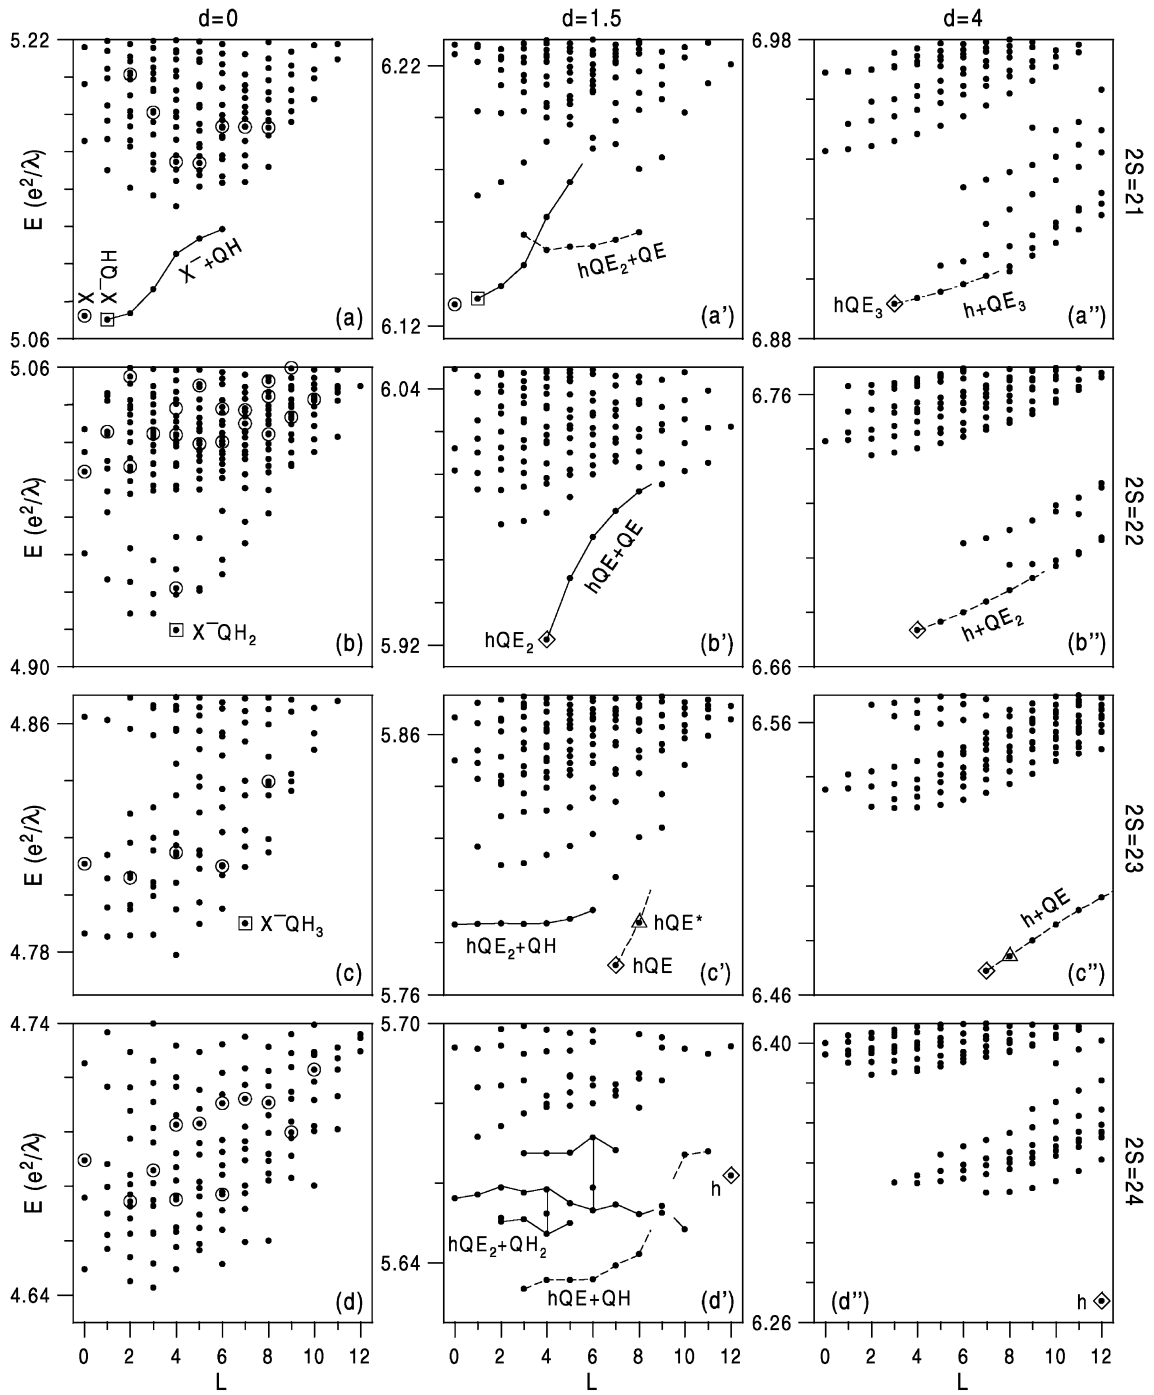 d=0
d=1.5
d=4
5.22
5.06
E (e²/λ)
X⁻
X⁻QH
X⁻+QH
(a)
6.22
6.12
hQE₂+QE
(a')
6.98
6.88
hQE₃
h+QE₃
(a'')
2S=21
5.06
4.90
E (e²/λ)
X⁻QH₂
(b)
6.04
5.92
hQE₂
hQE+QE
(b')
6.76
6.66
h+QE₂
(b'')
2S=22
4.86
4.78
E (e²/λ)
X⁻QH₃
(c)
5.86
5.76
hQE₂+QH
hQE*
hQE
(c')
6.56
6.46
h+QE
(c'')
2S=23
4.74
4.64
E (e²/λ)
(d)
5.70
5.64
h
hQE₂+QH₂
hQE+QH
(d')
6.40
6.26
h
(d'')
2S=24
0 2 4 6 8 10 12
0 2 4 6 8 10 12
0 2 4 6 8 10 12
L
L
L